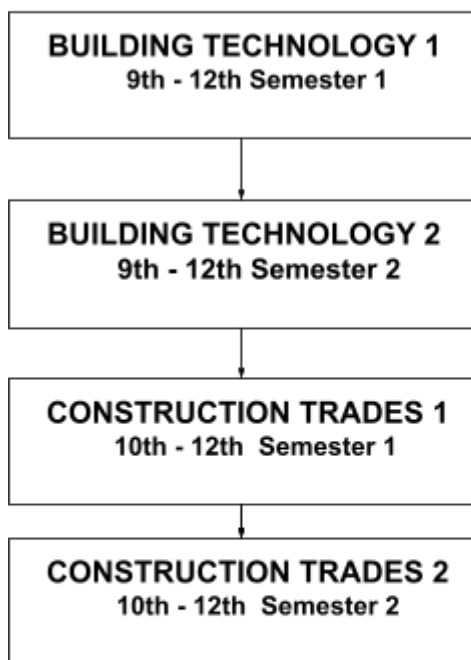 BUILDING TECHNOLOGY 1
9th - 12th Semester 1
BUILDING TECHNOLOGY 2
9th - 12th Semester 2
CONSTRUCTION TRADES 1
10th - 12th  Semester 1
CONSTRUCTION TRADES 2
10th - 12th  Semester 2